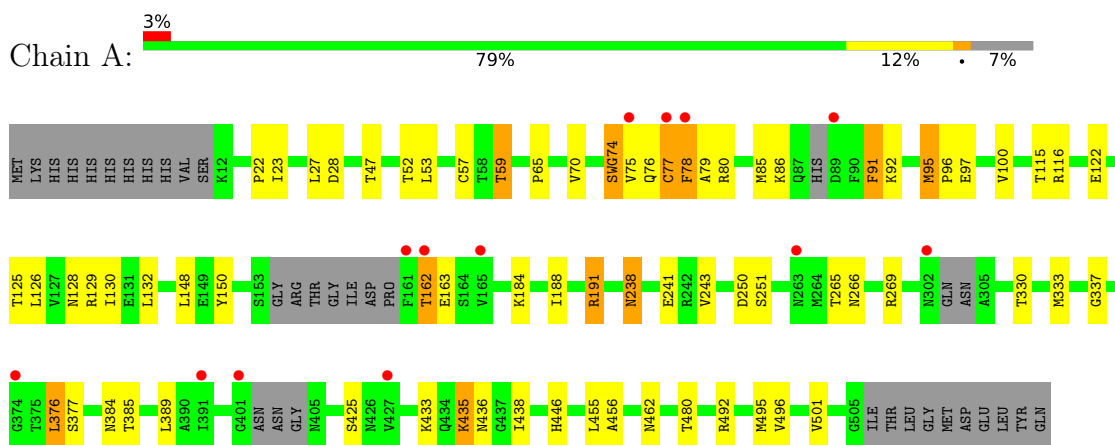 3%
Chain A:
79% 12% • 7%
MET LYS HIS HIS HIS HIS HIS HIS HIS VAL SER K12 P22 I23 L27 D28 T47 T52 L53 C57 T58 T59 P65 V70 SWG74 V75 Q76 C77 F78 A79 R80 M85 K86 Q87 HIS D89 F90 F91 K92 M95 P96 E97 V100 T115 R116 E122
T125 L126 V127 N128 R129 I130 E131 L132 L148 E149 Y150 S153 GLY ARG THR GLY ILE ASP PRO F161 T162 E163 S164 V165 K184 I188 R191 N238 E241 R242 V243 D250 S251 N263 M264 T265 N266 R269 N302 GLN ASN A305 T330 M333 G337
G374 T375 L376 S377 N384 T385 L389 A390 I391 G401 ASN ASN GLY N405 S425 N426 V427 K433 Q434 K435 N436 G437 I438 H446 L455 A456 N462 T480 R492 M495 V496 V501 G505 ILE THR LEU GLY MET ASP GLU LEU TYR GLN